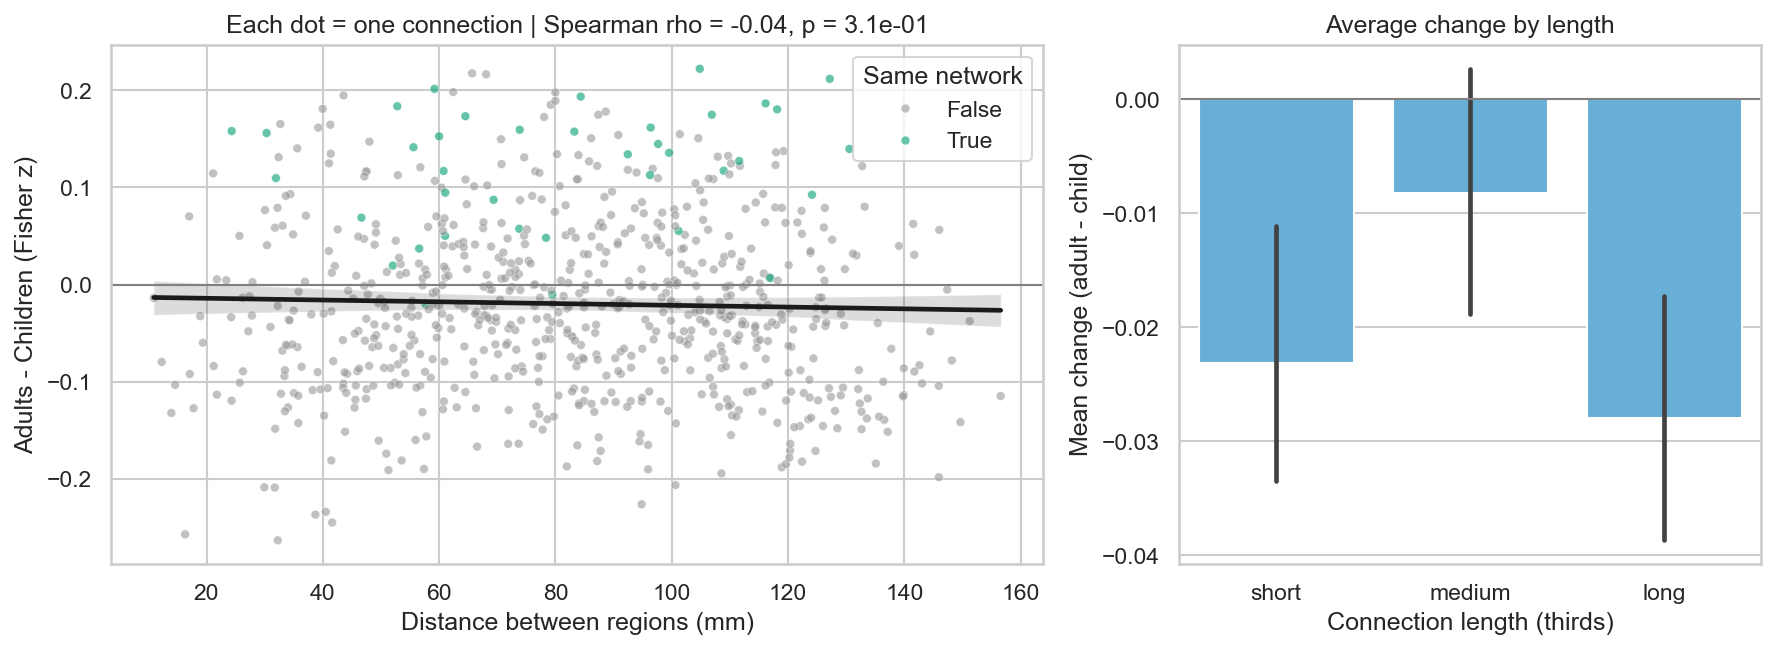 Each dot = one connection | Spearman rho = -0.04, p = 3.1e-01
Adults - Children (Fisher z)
0.2
0.1
0.0
−0.1
−0.2
Same network
False
True
20 40 60 80 100 120 140 160
Distance between regions (mm)
Average change by length
Mean change (adult - child)
0.00
−0.01
−0.02
−0.03
−0.04
short medium long
Connection length (thirds)